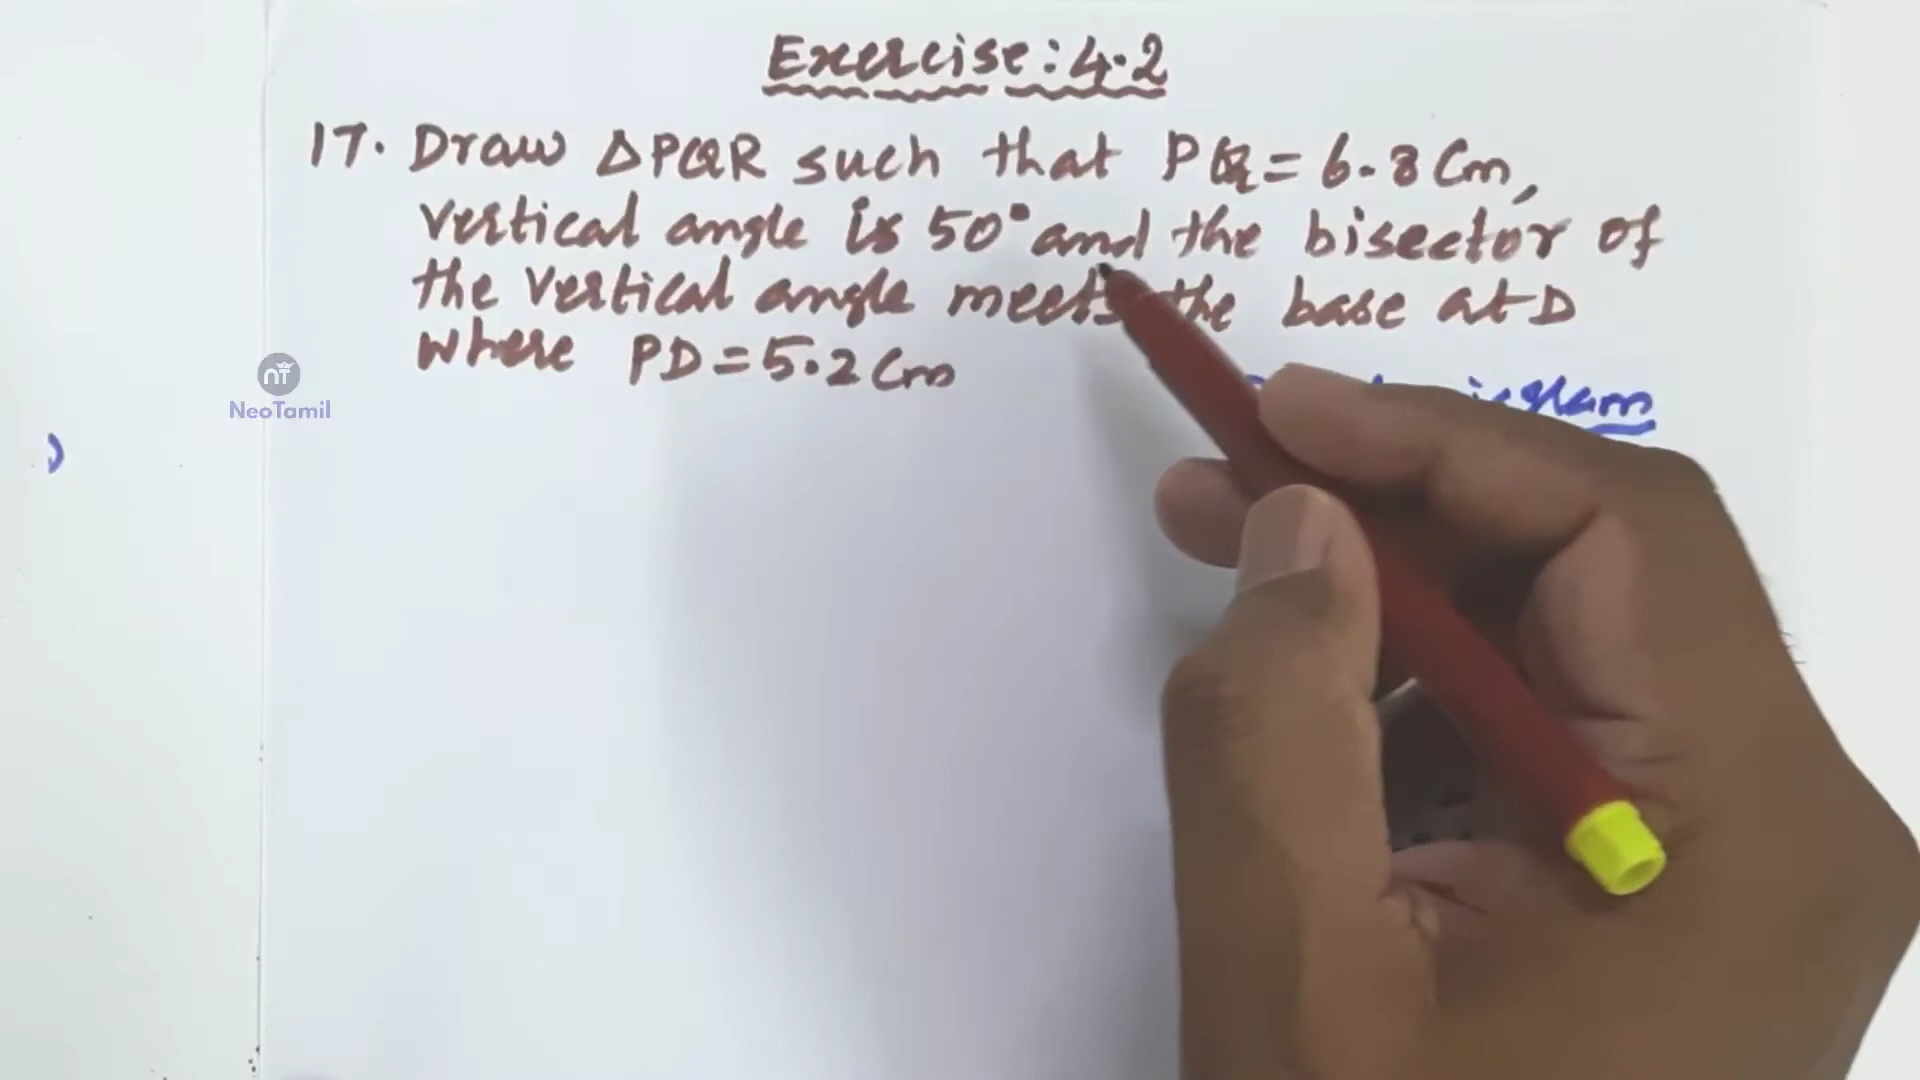 Exercise: 4.2
17. Draw ΔPQR such that PQ = 6.8 Cm,
vertical angle is 50° and the bisector of
the vertical angle meets the base at D
where PD = 5.2 Cm
NeoTamil